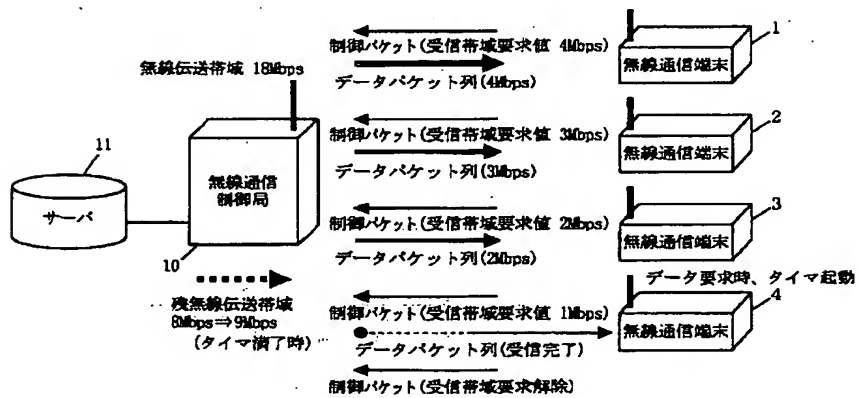 制御パケット(受信帯域要求値 4Mbps)
1
無線伝送帯域 18Mbps
データパケット列(4Mbps)
無線通信端末
制御パケット(受信帯域要求値 3Mbps)
2
データパケット列(3Mbps)
無線通信端末
11
サーバ
無線通信
制御局
10
制御パケット(受信帯域要求値 2Mbps)
3
データパケット列(2Mbps)
無線通信端末
残無線伝送帯域
8Mbps⇒9Mbps
(タイマ満了時)
データ要求時、タイマ起動
制御パケット(受信帯域要求値 1Mbps)
4
データパケット列(受信完了)
無線通信端末
制御パケット(受信帯域要求解除)